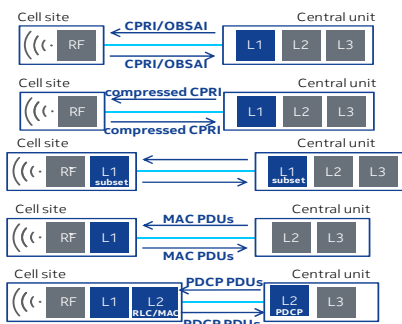 Cell site Central unit
CPRI/OBSAI
RF L1 L2 L3
CPRI/OBSAI
Cell site Central unit
compressed CPRI
RF L1 L2 L3
compressed CPRI
Cell site Central unit
RF L1 subset L1 subset L2 L3
Cell site Central unit
MAC PDUs
RF L1 L2 L3
MAC PDUs
Cell site Central unit
PDCP PDUs
RF L1 L2 RLC/MAC L2 PDCP L3
PDCP PDUs